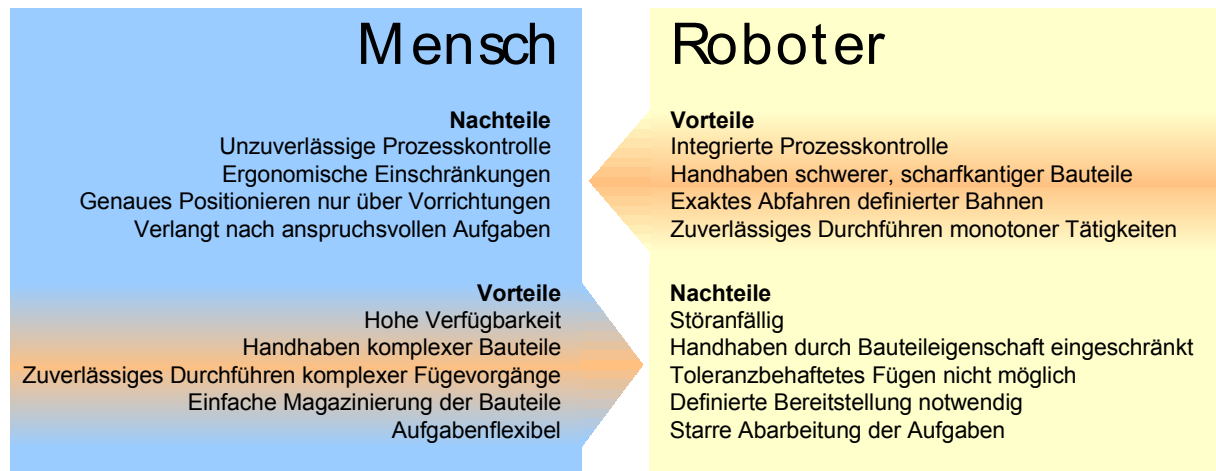 Mensch
Nachteile
Unzuverlässige Prozesskontrolle
Ergonomische Einschränkungen
Genaues Positionieren nur über Vorrichtungen
Verlangt nach anspruchsvollen Aufgaben
Vorteile
Hohe Verfügbarkeit
Handhaben komplexer Bauteile
Zuverlässiges Durchführen komplexer Fügevorgänge
Einfache Magazinierung der Bauteile
Aufgabenflexibel
Roboter
Vorteile
Integrierte Prozesskontrolle
Handhaben schwerer, scharfkantiger Bauteile
Exaktes Abfahren definierter Bahnen
Zuverlässiges Durchführen monotoner Tätigkeiten
Nachteile
Störanfällig
Handhaben durch Bauteileigenschaft eingeschränkt
Toleranzbehaftetes Fügen nicht möglich
Definierte Bereitstellung notwendig
Starre Abarbeitung der Aufgaben